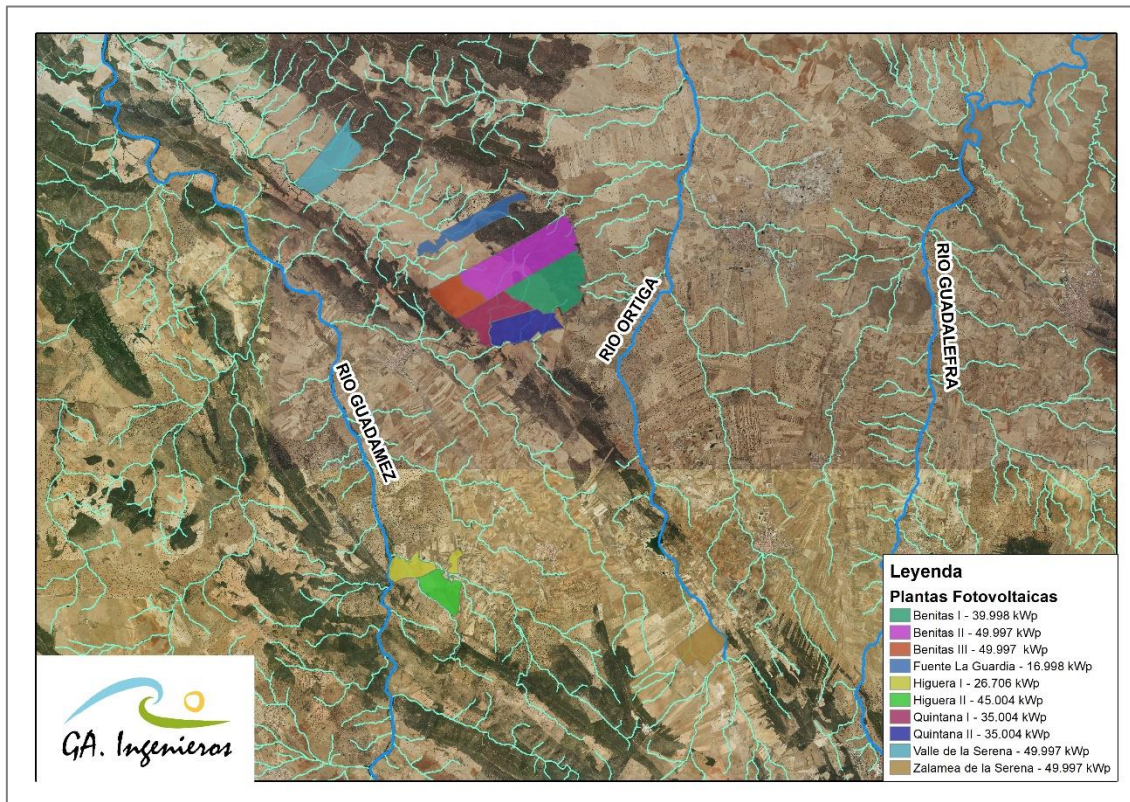 RIO GUADAMEZ
RIO ORTIGA
RIO GUADALEFRA
Leyenda
Plantas Fotovoltaicas
Benitas I - 39.998 kWp
Benitas II - 49.997 kWp
Benitas III - 49.997 kWp
Fuente La Guardia - 16.998 kWp
Higuera I - 26.706 kWp
Higuera II - 45.004 kWp
Quintana I - 35.004 kWp
Quintana II - 35.004 kWp
Valle de la Serena - 49.997 kWp
Zalamea de la Serena - 49.997 kWp
GA. Ingenieros